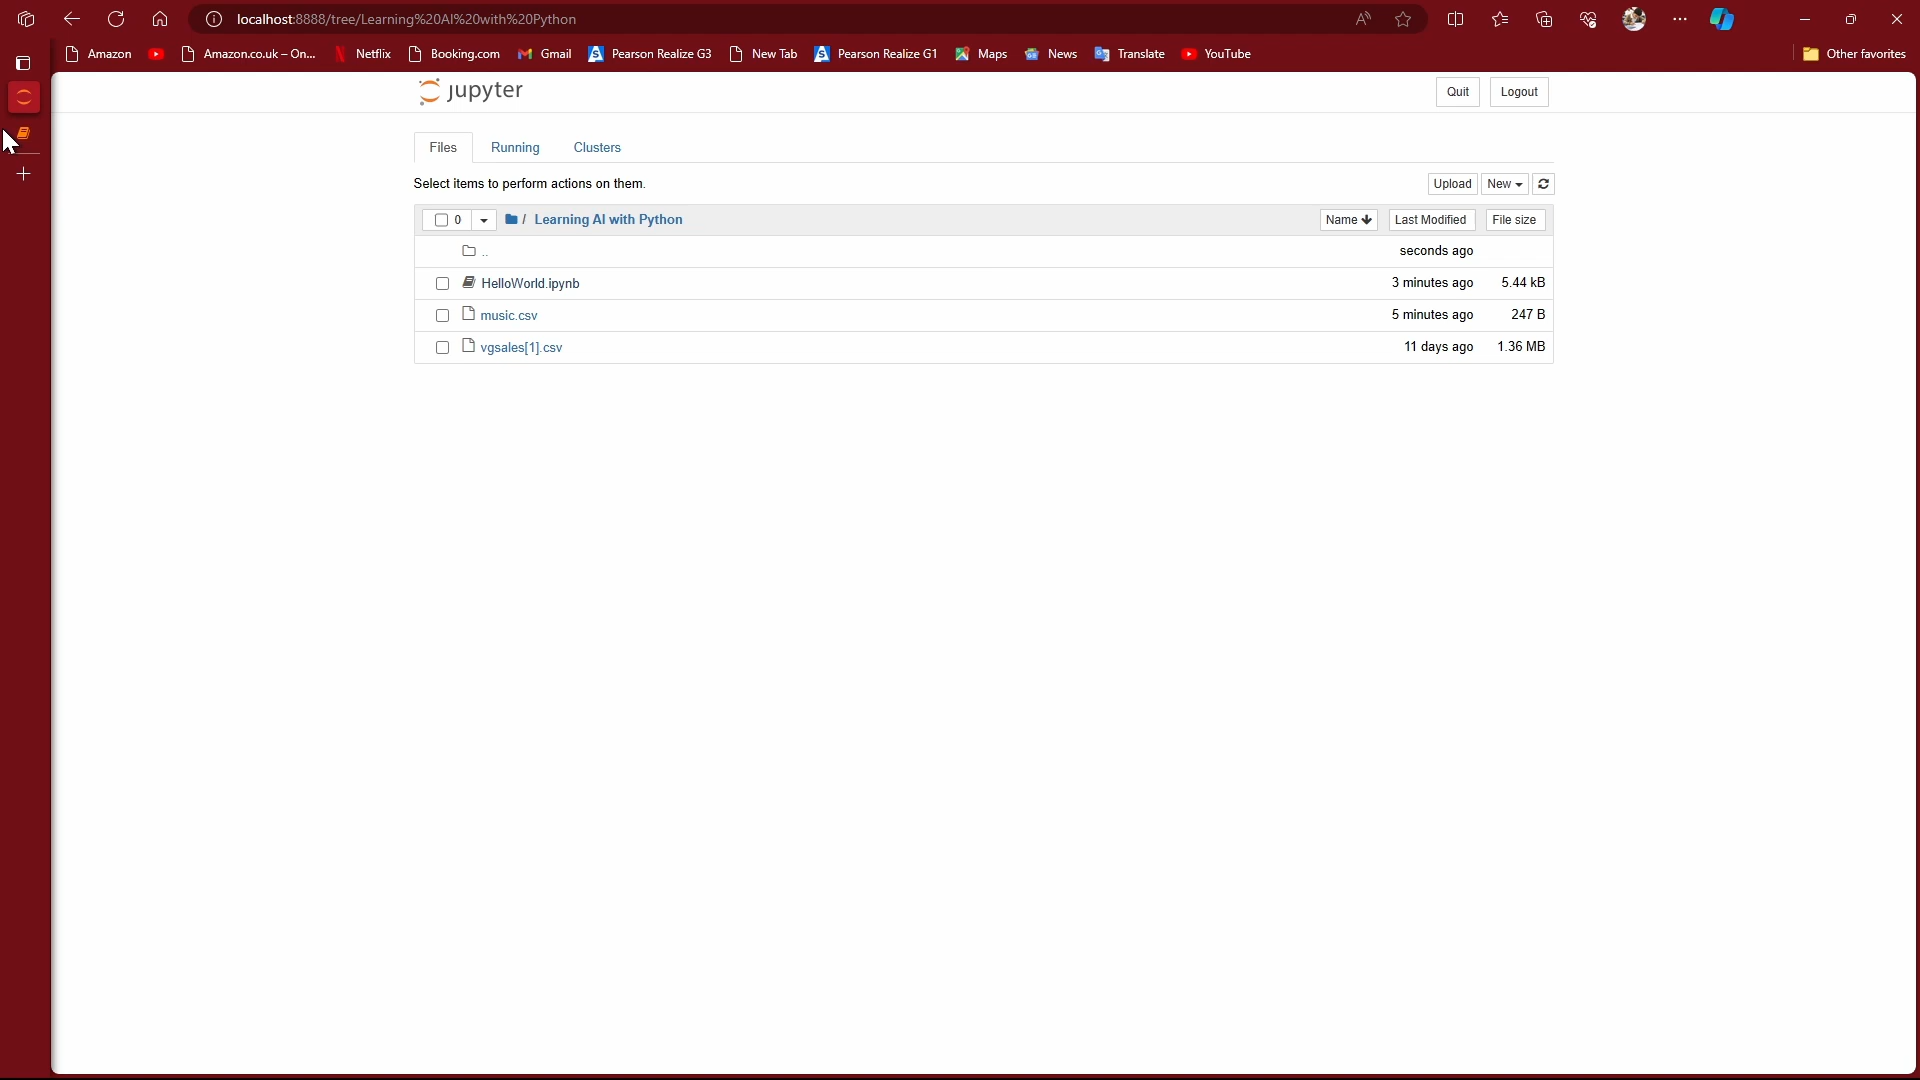 localhost:8888/tree/Learning%20AI%20with%20Python
Amazon
Amazon.co.uk – On...
Netflix
Booking.com
Gmail
Pearson Realize G3
New Tab
Pearson Realize G1
Maps
News
Translate
YouTube
Other favorites
jupyter
Quit
Logout
Files
Running
Clusters
Select items to perform actions on them.
Upload
New
0
/ Learning AI with Python
Name
Last Modified
File size
..
seconds ago
HelloWorld.ipynb
3 minutes ago
5.44 kB
music.csv
5 minutes ago
247 B
vgsales[1].csv
11 days ago
1.36 MB